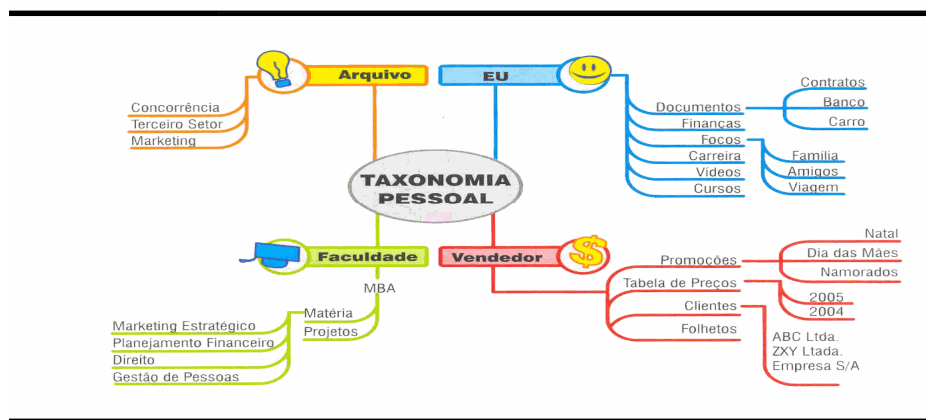 Arquivo
Concorrência
Terceiro Setor
Marketing
EU
Documentos
Contratos
Banco
Carro
Finanças
Focos
Família
Amigos
Viagem
Carreira
Vídeos
Cursos
TAXONOMIA
PESSOAL
Faculdade
MBA
Matéria
Projetos
Marketing Estratégico
Planejamento Financeiro
Direito
Gestão de Pessoas
Vendedor
$
Promoções
Natal
Dia das Mães
Namorados
Tabela de Preços
2005
2004
Clientes
ABC Ltda.
ZXY Ltada.
Empresa S/A
Folhetos